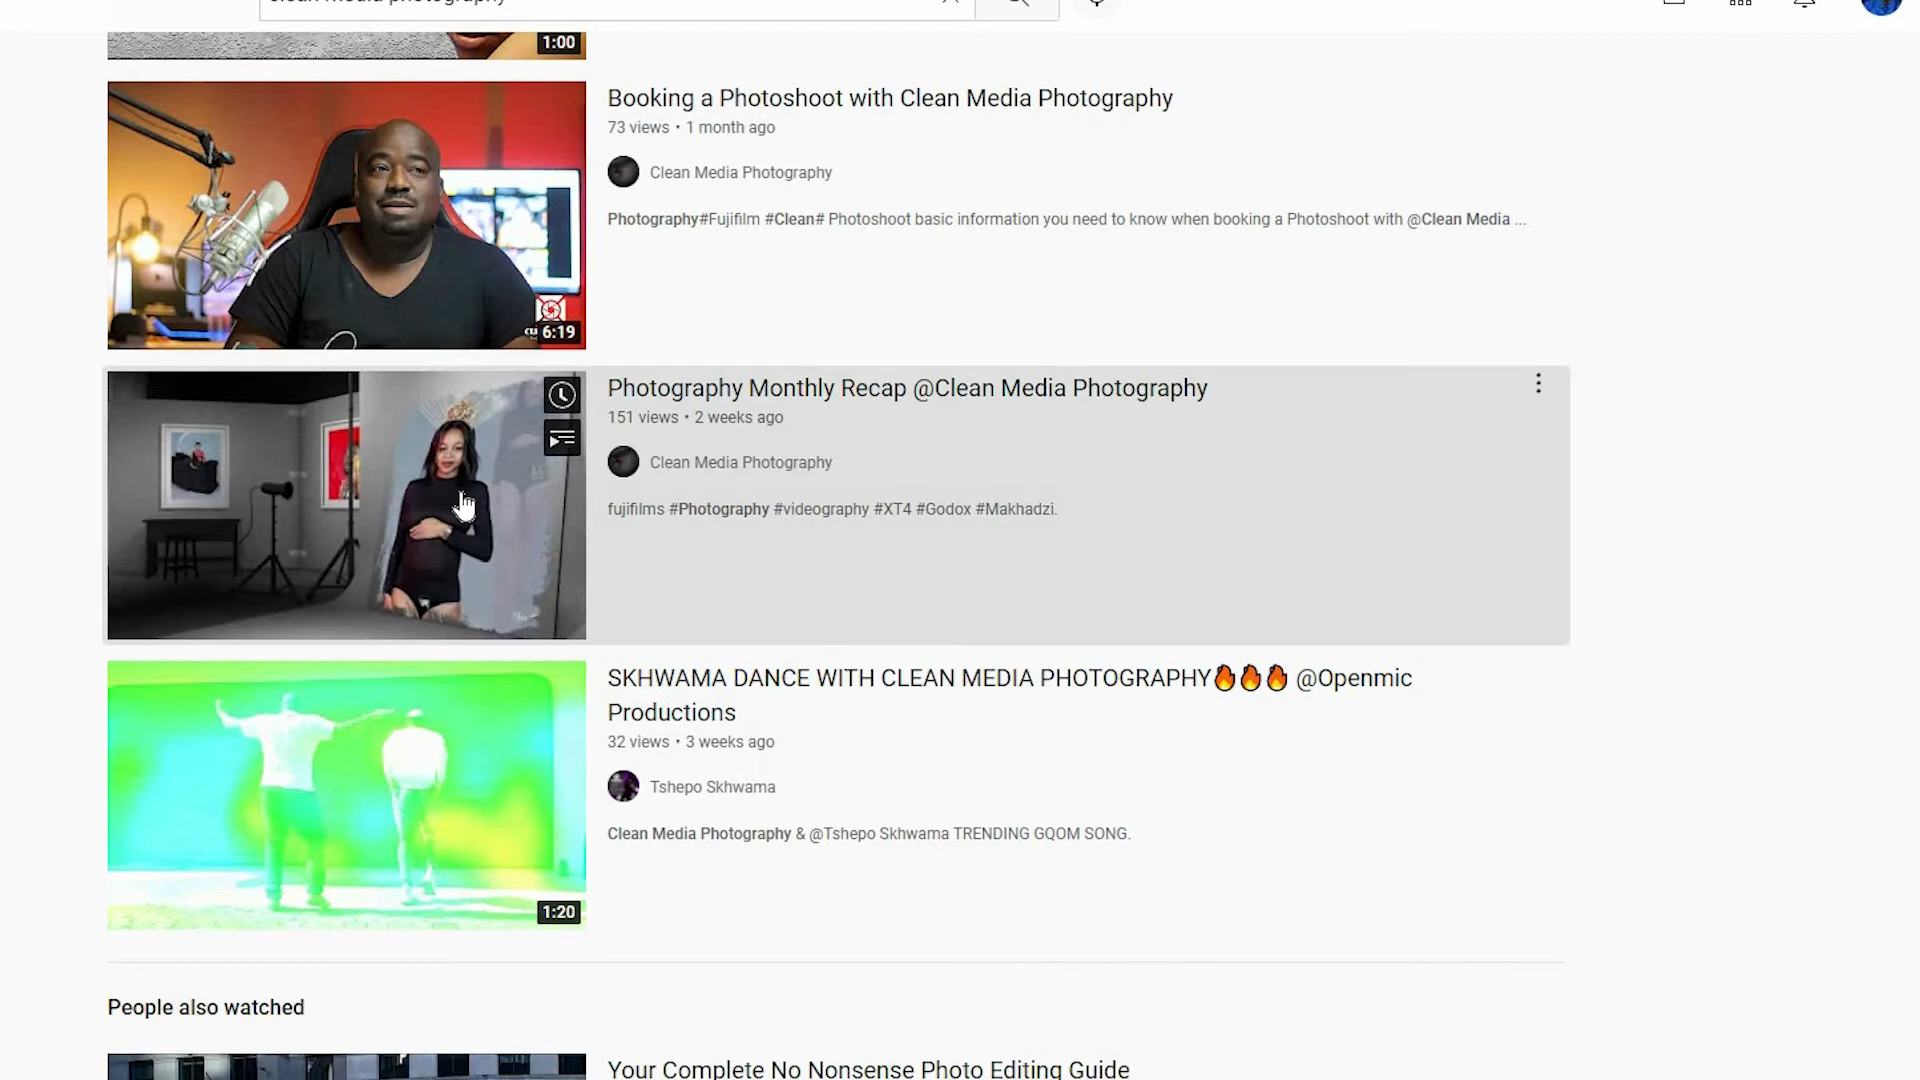 clean media photography
1:00
Booking a Photoshoot with Clean Media Photography
73 views • 1 month ago
Clean Media Photography
Photography#Fujifilm #Clean# Photoshoot basic information you need to know when booking a Photoshoot with @Clean Media ...
6:19
Photography Monthly Recap @Clean Media Photography
151 views • 2 weeks ago
Clean Media Photography
fujifilms #Photography #videography #XT4 #Godox #Makhadzi.
SKHWAMA DANCE WITH CLEAN MEDIA PHOTOGRAPHY🔥🔥🔥 @Openmic
Productions
32 views • 3 weeks ago
Tshepo Skhwama
Clean Media Photography & @Tshepo Skhwama TRENDING GQOM SONG.
1:20
People also watched
Your Complete No Nonsense Photo Editing Guide